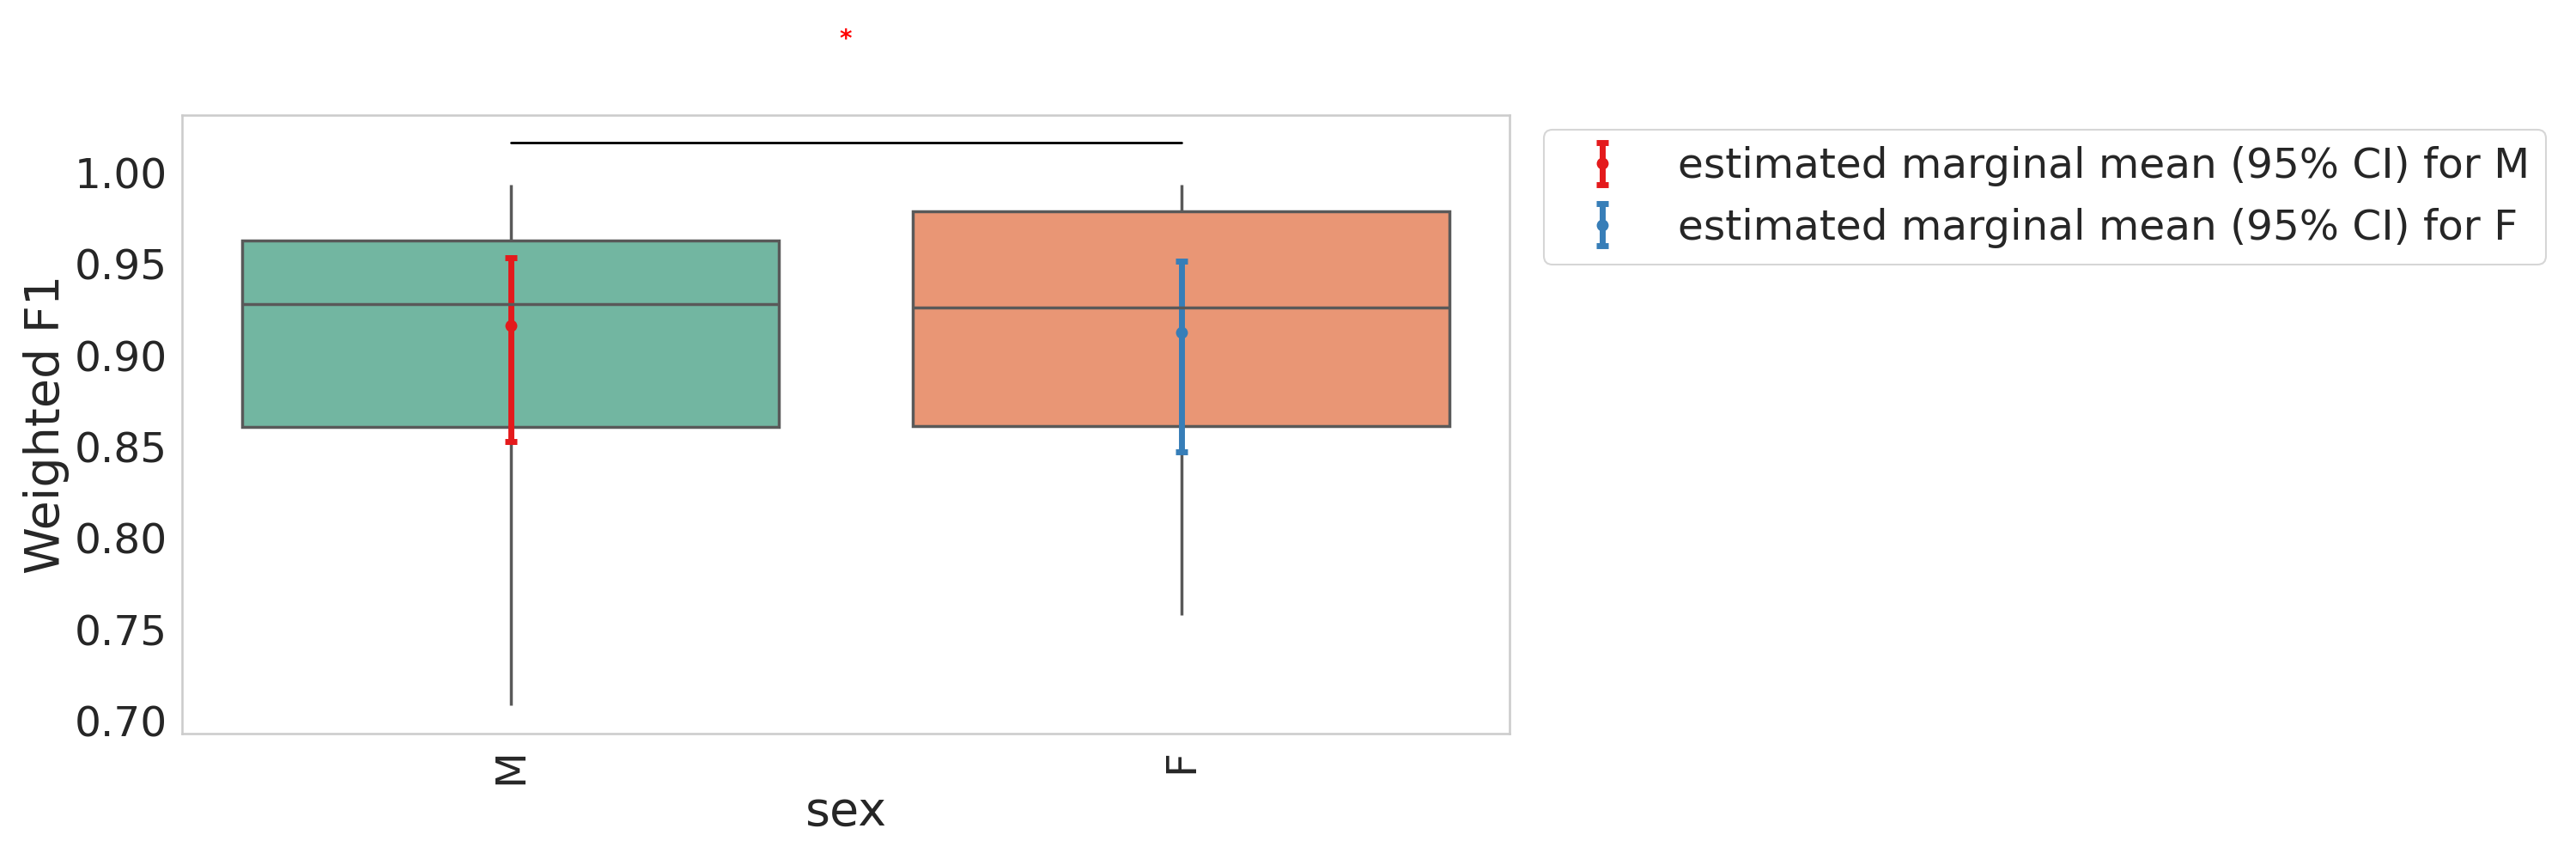 *
Weighted F1
1.00
0.95
0.90
0.85
0.80
0.75
0.70
M
F
sex
estimated marginal mean (95% CI) for M
estimated marginal mean (95% CI) for F